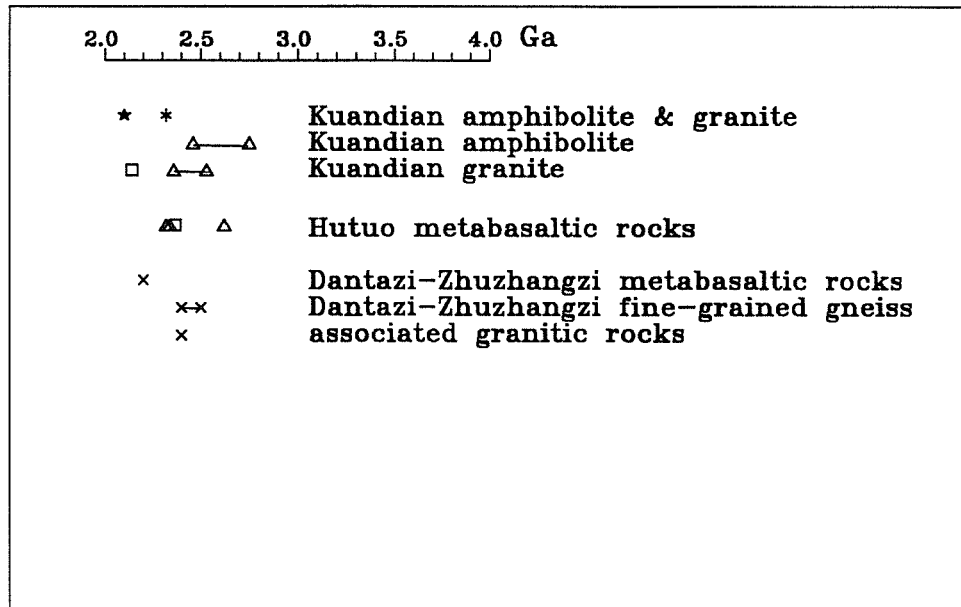 2.0 2.5 3.0 3.5 4.0 Ga
Kuandian amphibolite & granite
Kuandian amphibolite
Kuandian granite
Hutuo metabasaltic rocks
Dantazi-Zhuzhangzi metabasaltic rocks
Dantazi-Zhuzhangzi fine-grained gneiss
associated granitic rocks